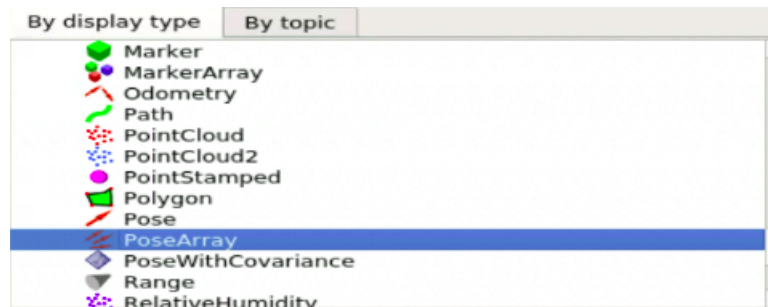 By display type By topic
Marker
MarkerArray
Odometry
Path
PointCloud
PointCloud2
PointStamped
Polygon
Pose
PoseArray
PoseWithCovariance
Range
RelativeHumidity